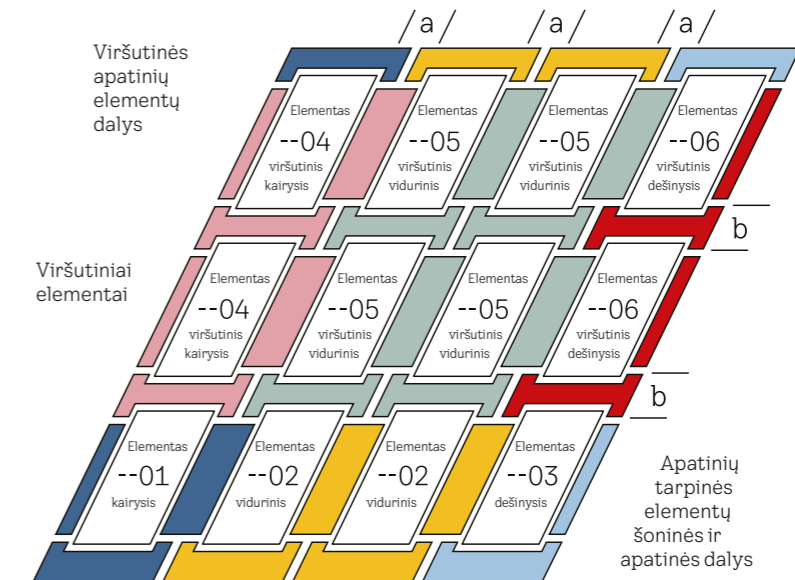 a
a
a
Viršutinės
apatinių
elementų
dalys
Elementas
--04
viršutinis
kairysis
Elementas
--05
viršutinis
vidurinis
Elementas
--05
viršutinis
vidurinis
Elementas
--06
viršutinis
dešinysis
b
Viršutiniai
elementai
Elementas
--04
viršutinis
kairysis
Elementas
--05
viršutinis
vidurinis
Elementas
--05
viršutinis
vidurinis
Elementas
--06
viršutinis
dešinysis
b
Elementas
--01
kairysis
Elementas
--02
vidurinis
Elementas
--02
vidurinis
Elementas
--03
dešinysis
Apatinių
tarpinės
elementų
šoninės ir
apatinės dalys